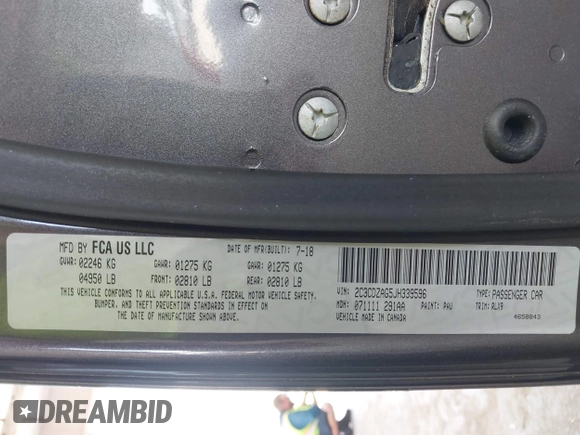 MFD BY FCA US LLC DATE OF MFR(BUILT): 7-18
GVWR: 02246 KG GAWR: 01275 KG GAWR: 01275 KG
04950 LB FRONT: 02810 LB REAR: 02810 LB
THIS VEHICLE CONFORMS TO ALL APPLICABLE U.S.A. FEDERAL MOTOR VEHICLE SAFETY,
BUMPER, AND THEFT PREVENTION STANDARDS IN EFFECT ON
THE DATE OF MANUFACTURE SHOWN ABOVE.
VIN: 2C3CDZAG5JH339596 TYPE: PASSENGER CAR
MDH: 071111 291AA PAINT: PAU TRIM: RLX9
VEHICLE MADE IN CANADA 4658843
DREAMBID